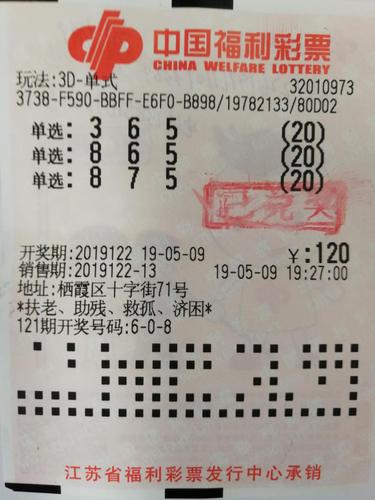 中国福利彩票
CHINA WELFARE LOTTERY
玩法:3D-单式 32010973
3738-F590-BBFF-E6F0-B898/19782133/80D02
单选: 3 6 5 (20)
单选: 8 6 5 (20)
单选: 8 7 5 (20)
已兑奖
开奖期:2019122 19-05-09 ¥:120
销售期:2019122-13 19-05-09 19:27:00
地址:栖霞区十字街71号
*扶老、助残、救孤、济困*
121期开奖号码:6-0-8
江苏省福利彩票发行中心承销